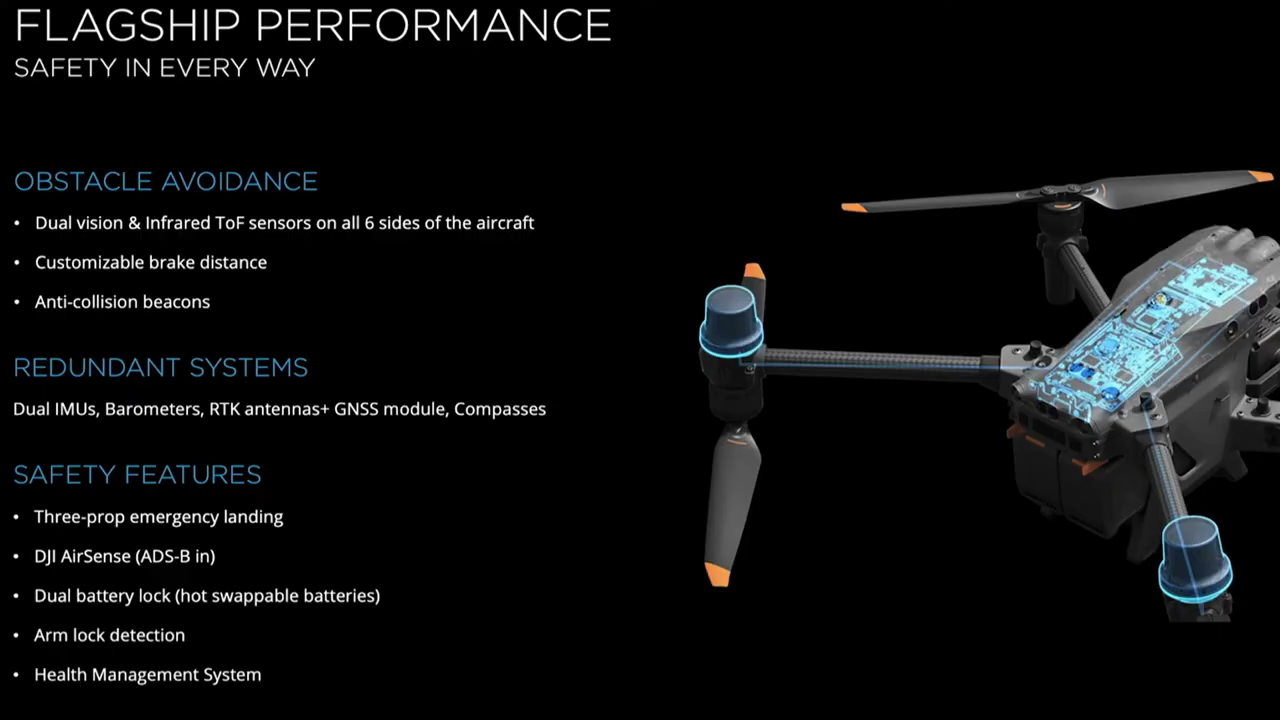 FLAGSHIP PERFORMANCE
SAFETY IN EVERY WAY
OBSTACLE AVOIDANCE
• Dual vision & Infrared ToF sensors on all 6 sides of the aircraft
• Customizable brake distance
• Anti-collision beacons
REDUNDANT SYSTEMS
Dual IMUs, Barometers, RTK antennas+ GNSS module, Compasses
SAFETY FEATURES
• Three-prop emergency landing
• DJI AirSense (ADS-B in)
• Dual battery lock (hot swappable batteries)
• Arm lock detection
• Health Management System